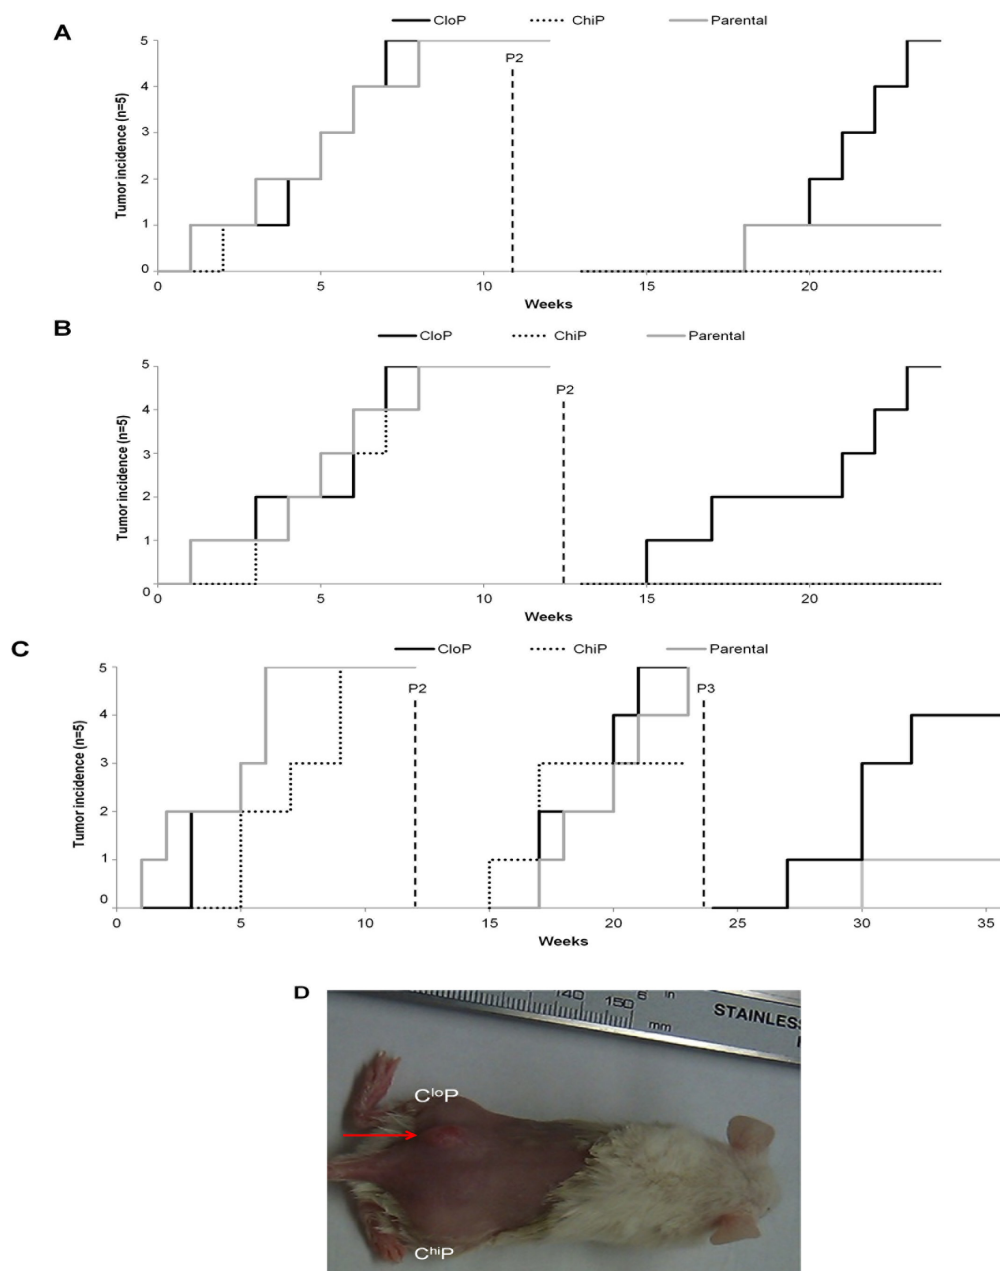 A
CloP ChiP Parental
Tumor incidence (n=5)
5
4
3
2
1
0
P2
0 5 10 15 20
Weeks
B
CloP ChiP Parental
Tumor incidence (n=5)
5
4
3
2
1
0
P2
0 5 10 15 20
Weeks
C
CloP ChiP Parental
Tumor incidence (n=5)
5
4
3
2
1
0
P2 P3
0 5 10 15 20 25 30 35
Weeks
D
140 150 6 in
mm
STAINLES
CloP
ChiP